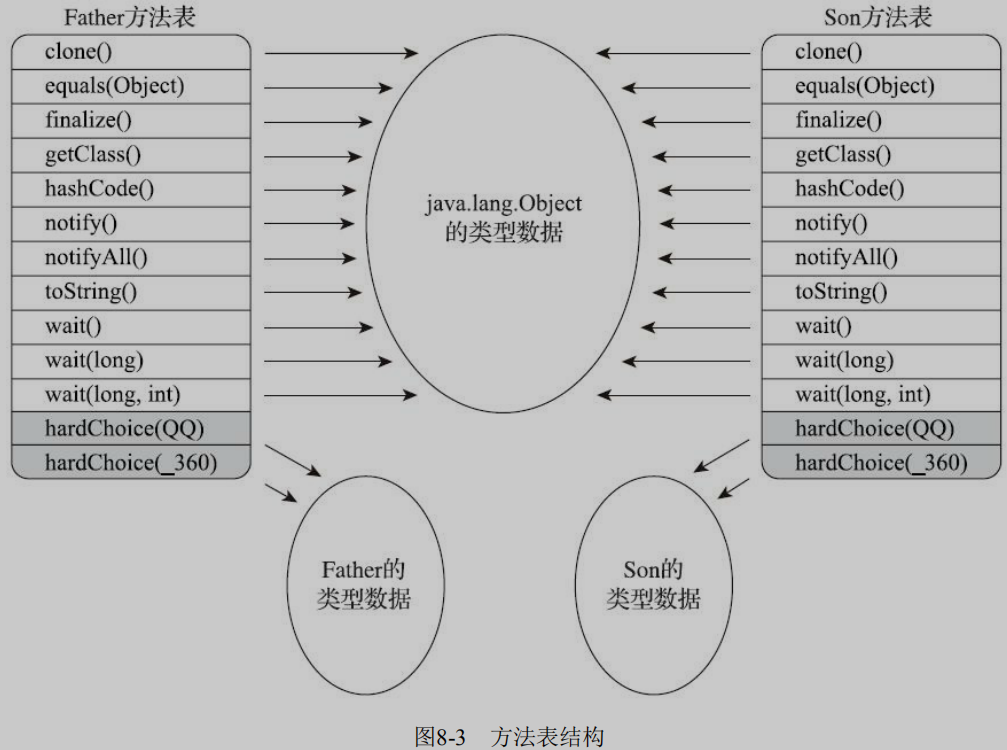 Father方法表
clone()
equals(Object)
finalize()
getClass()
hashCode()
notify()
notifyAll()
toString()
wait()
wait(long)
wait(long, int)
hardChoice(QQ)
hardChoice(_360)
java.lang.Object
的类型数据
Son方法表
clone()
equals(Object)
finalize()
getClass()
hashCode()
notify()
notifyAll()
toString()
wait()
wait(long)
wait(long, int)
hardChoice(QQ)
hardChoice(_360)
Father的
类型数据
Son的
类型数据
图8-3 方法表结构